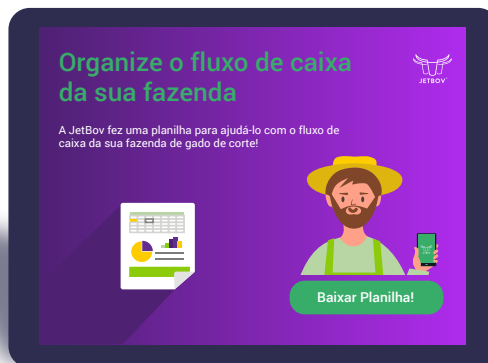 Organize o fluxo de caixa
da sua fazenda
JETBOV
A JetBov fez uma planilha para ajudá-lo com o fluxo de
caixa da sua fazenda de gado de corte!
Baixar Planilha!